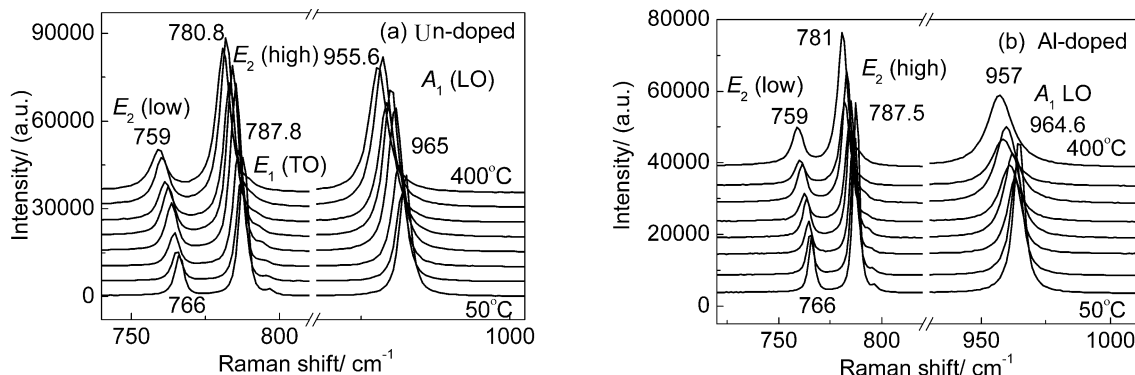 (a) Un-doped
90000
60000
30000
0
Intensity/ (a.u.)
780.8
E₂ (high)
955.6
A₁ (LO)
E₂ (low)
759
787.8
E₁ (TO)
965
400°C
766
50°C
750
800
1000
Raman shift/ cm⁻¹
(b) Al-doped
80000
60000
40000
20000
0
Intensity/ (a.u.)
781
E₂ (high)
957
E₂ (low)
759
787.5
A₁ LO
964.6
400°C
766
50°C
750
800
950
1000
Raman shift/ cm⁻¹